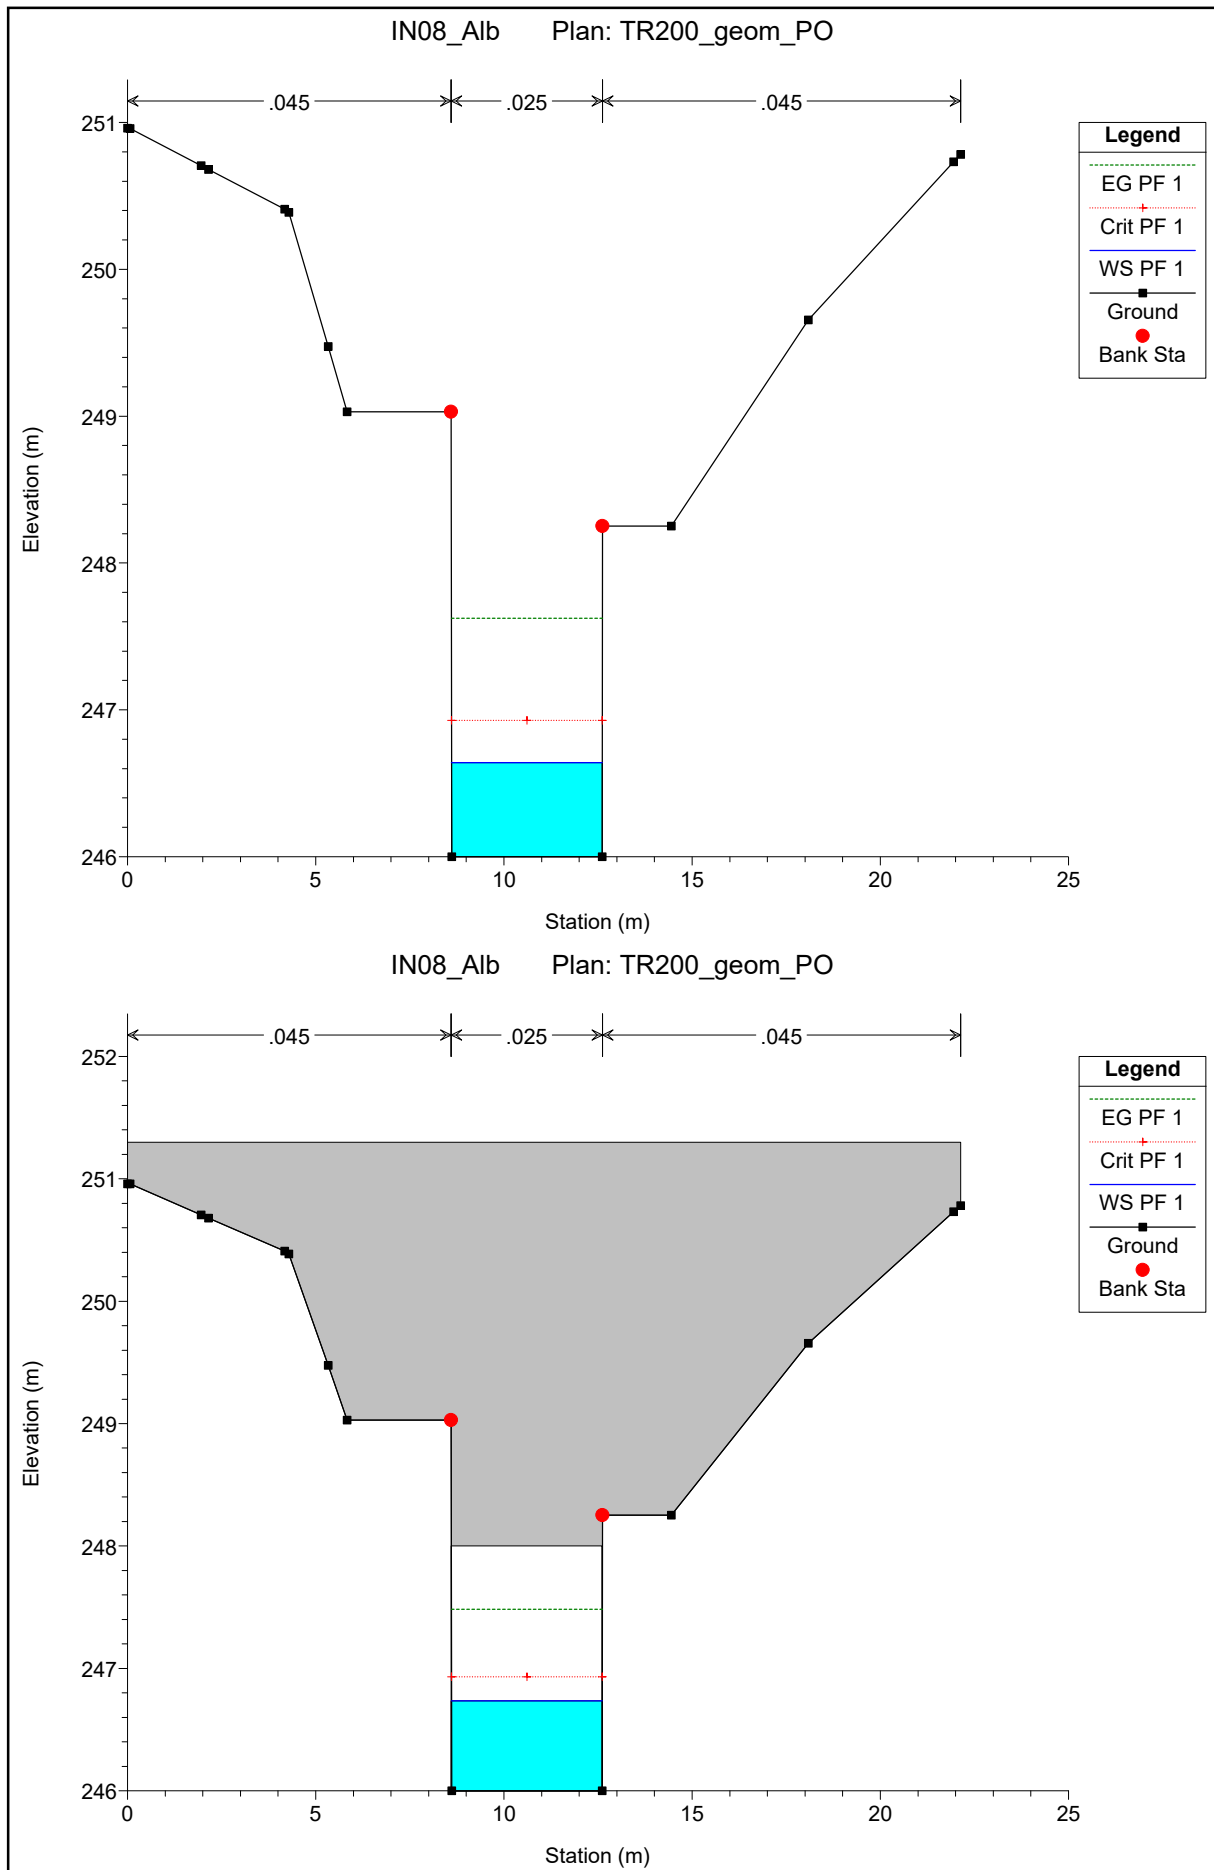 IN08_Alb Plan: TR200_geom_PO
.045 .025 .045
251
250
249
248
247
246
Elevation (m)
0 5 10 15 20 25
Station (m)
Legend
EG PF 1
Crit PF 1
WS PF 1
Ground
Bank Sta
IN08_Alb Plan: TR200_geom_PO
.045 .025 .045
252
251
250
249
248
247
246
Elevation (m)
0 5 10 15 20 25
Station (m)
Legend
EG PF 1
Crit PF 1
WS PF 1
Ground
Bank Sta